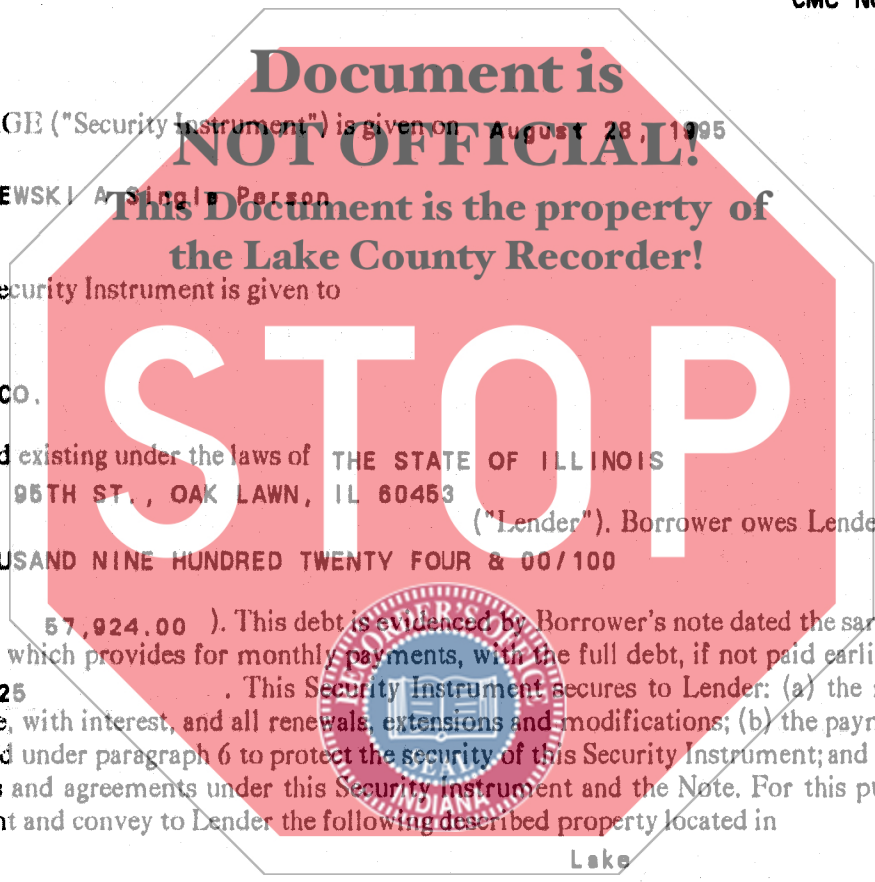 CMC No
Document is
GE ("Security Instrument") is given on August 28, 1995
NOT OFFICIAL!
EWSKI A Single Person
This Document is the property of
the Lake County Recorder!
ecurity Instrument is given to
STOP
CO.
d existing under the laws of THE STATE OF ILLINOIS
95TH ST., OAK LAWN, IL 60453
("Lender"). Borrower owes Lende
USAND NINE HUNDRED TWENTY FOUR & 00/100
57,924.00 ). This debt is evidenced by Borrower's note dated the sam
which provides for monthly payments, with the full debt, if not paid earli
25 . This Security Instrument secures to Lender: (a) the
e, with interest, and all renewals, extensions and modifications; (b) the payn
d under paragraph 6 to protect the security of this Security Instrument; and
s and agreements under this Security Instrument and the Note. For this pu
nt and convey to Lender the following described property located in
Lake
RECORDER'S OFFICE
SEAL
INDIANA